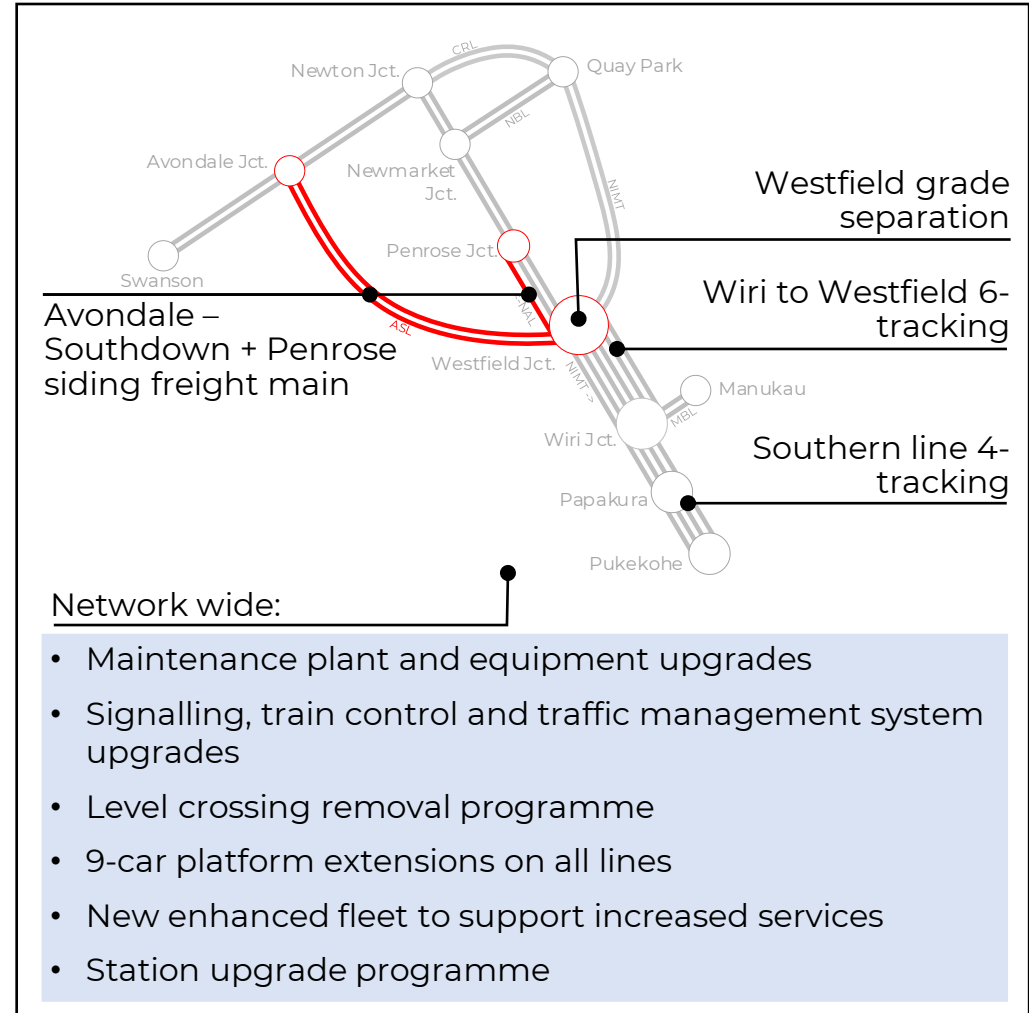 CRL
Newton Jct.
Quay Park
NBL
Avondale Jct.
Newmarket
Jct.
NIMT
Westfield grade
separation
Penrose Jct.
Swanson
Wiri to Westfield 6-
tracking
Avondale –
Southdown + Penrose
siding freight main
NAL
ASL
Westfield Jct.
NIMT ->
Manukau
MBL
Wiri Jct.
Southern line 4-
tracking
Papakura
Pukekohe
Network wide:
• Maintenance plant and equipment upgrades
• Signalling, train control and traffic management system
upgrades
• Level crossing removal programme
• 9-car platform extensions on all lines
• New enhanced fleet to support increased services
• Station upgrade programme